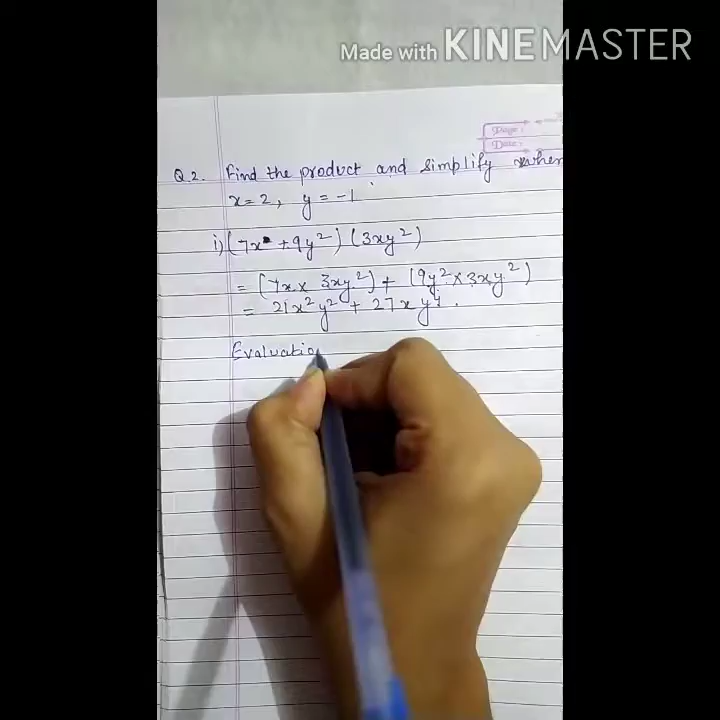 Made with KINEMASTER
Page:
Date:
Q.2. Find the product and simplify when
x = 2, y = -1
i) (7x + 9y²) (3xy²)
= (7x × 3xy²) + (9y² × 3xy²)
= 21x²y² + 27xy⁴.
Evaluatio